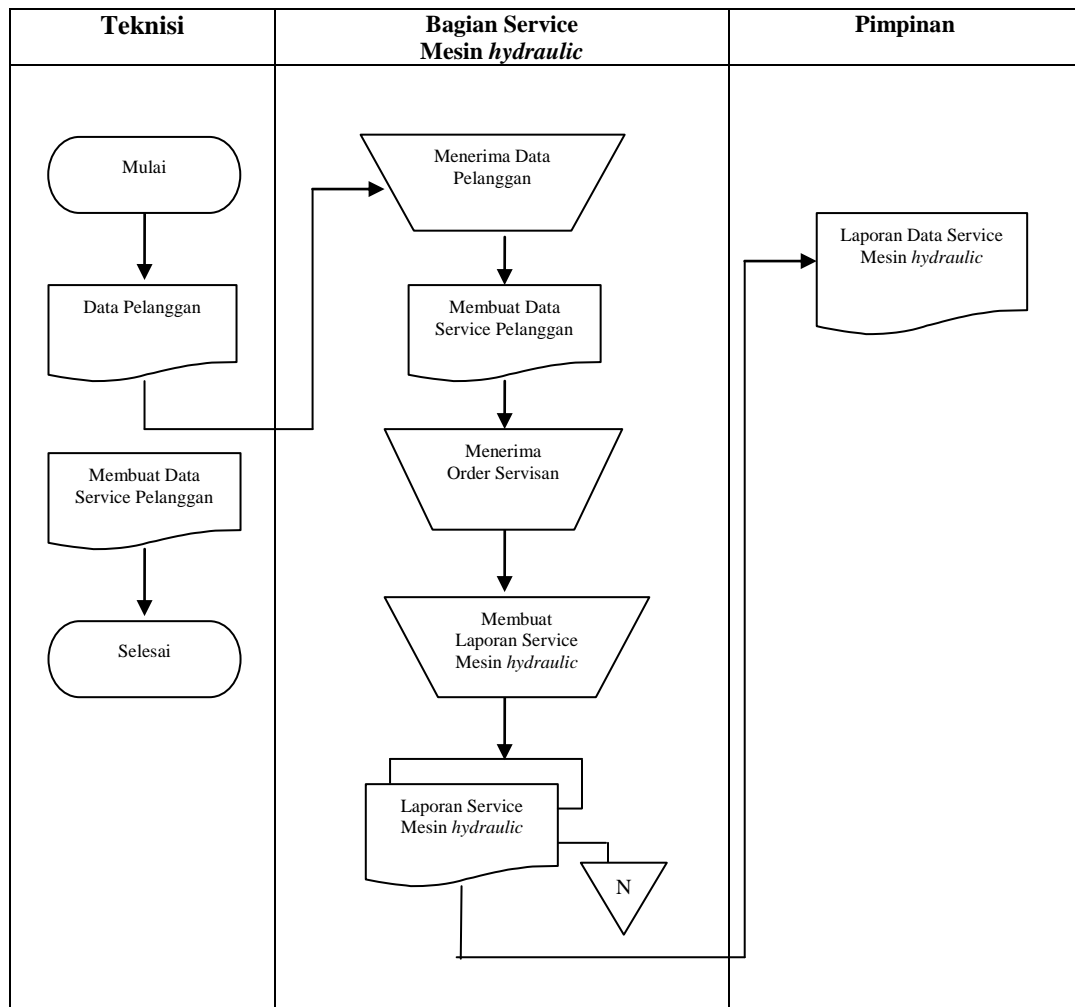 Teknisi
Bagian Service
Mesin hydraulic
Pimpinan
Mulai
Data Pelanggan
Membuat Data
Service Pelanggan
Selesai
Menerima Data
Pelanggan
Membuat Data
Service Pelanggan
Menerima
Order Servisan
Membuat
Laporan Service
Mesin hydraulic
Laporan Service
Mesin hydraulic
N
Laporan Data Service
Mesin hydraulic